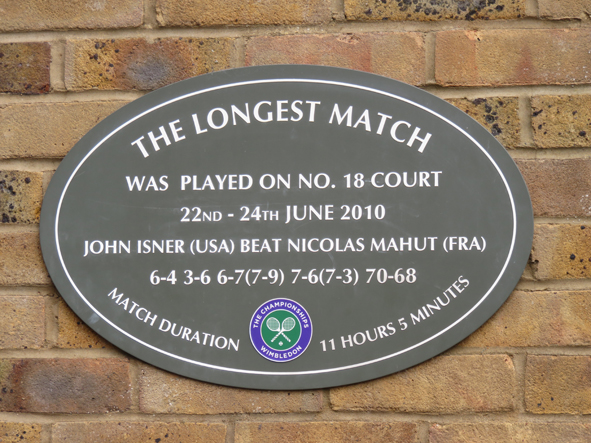 THE LONGEST MATCH
WAS PLAYED ON NO. 18 COURT
22ND - 24TH JUNE 2010
JOHN ISNER (USA) BEAT NICOLAS MAHUT (FRA)
6-4 3-6 6-7(7-9) 7-6(7-3) 70-68
MATCH DURATION 11 HOURS 5 MINUTES
THE CHAMPIONSHIPS
WIMBLEDON